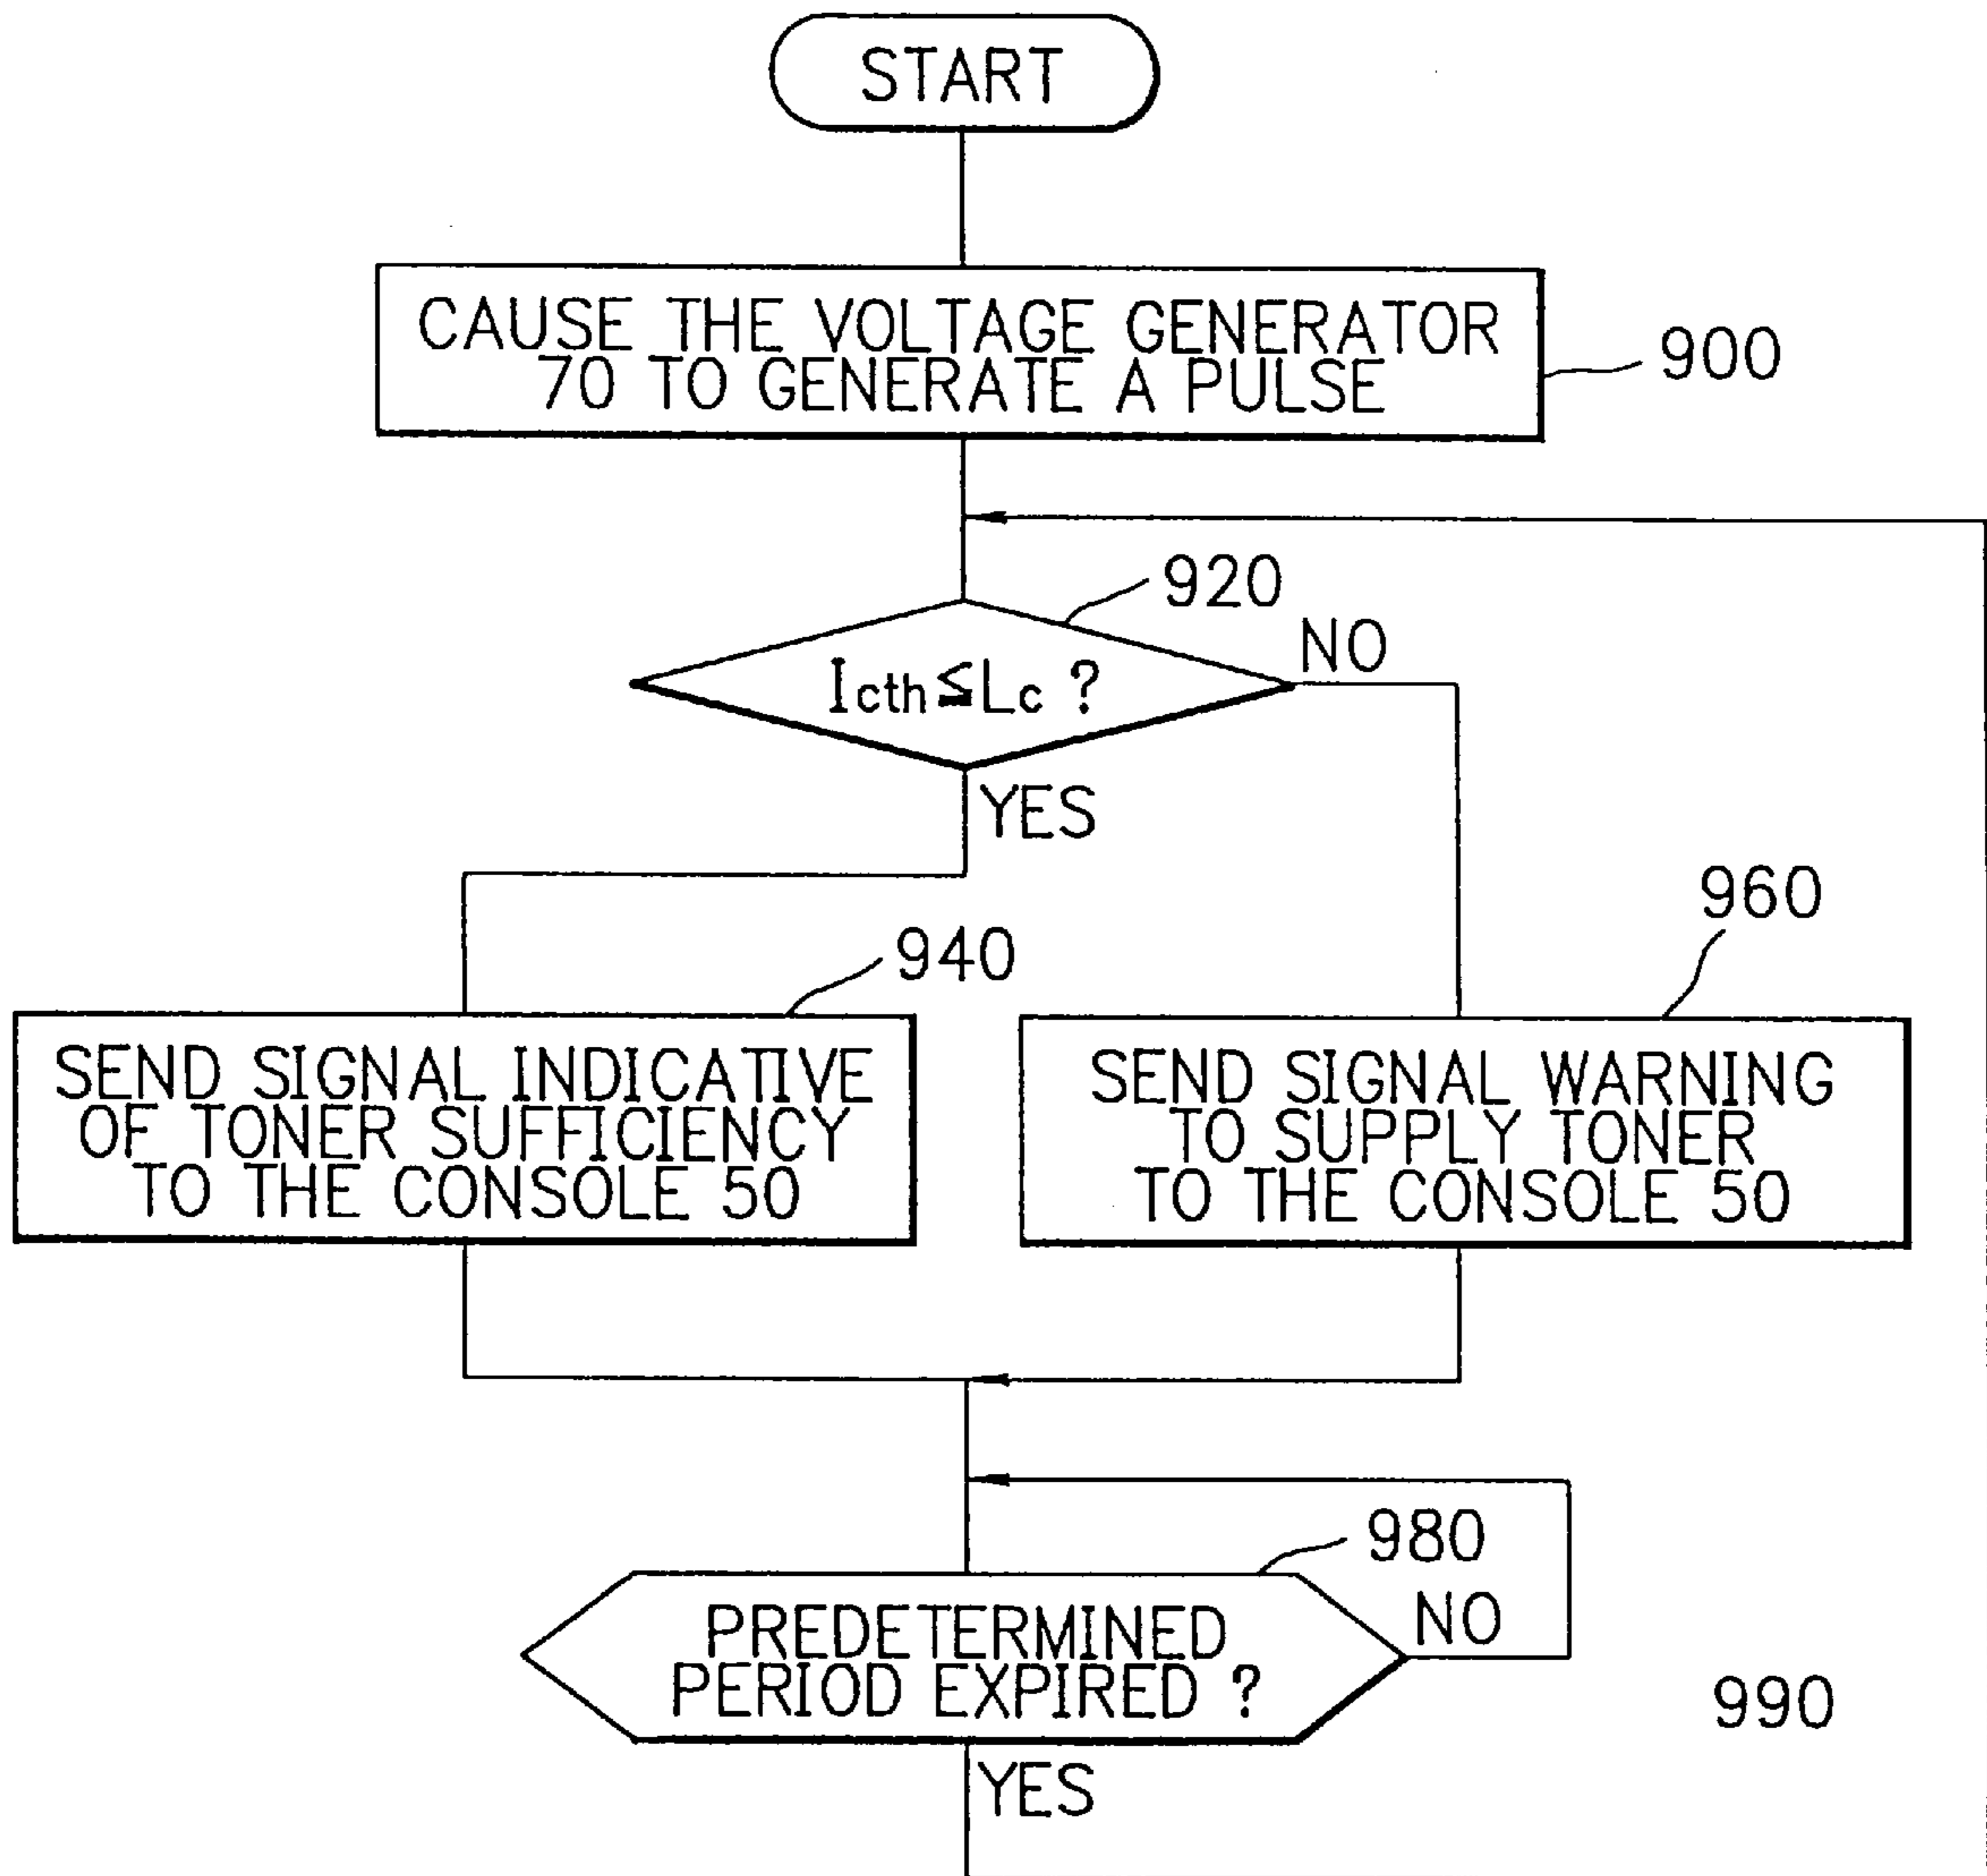 START
CAUSE THE VOLTAGE GENERATOR
70 TO GENERATE A PULSE
900
920
Icth≦Lc ?
NO
YES
940
960
SEND SIGNAL INDICATIVE
OF TONER SUFFICIENCY
TO THE CONSOLE 50
SEND SIGNAL WARNING
TO SUPPLY TONER
TO THE CONSOLE 50
980
PREDETERMINED
PERIOD EXPIRED ?
NO
990
YES